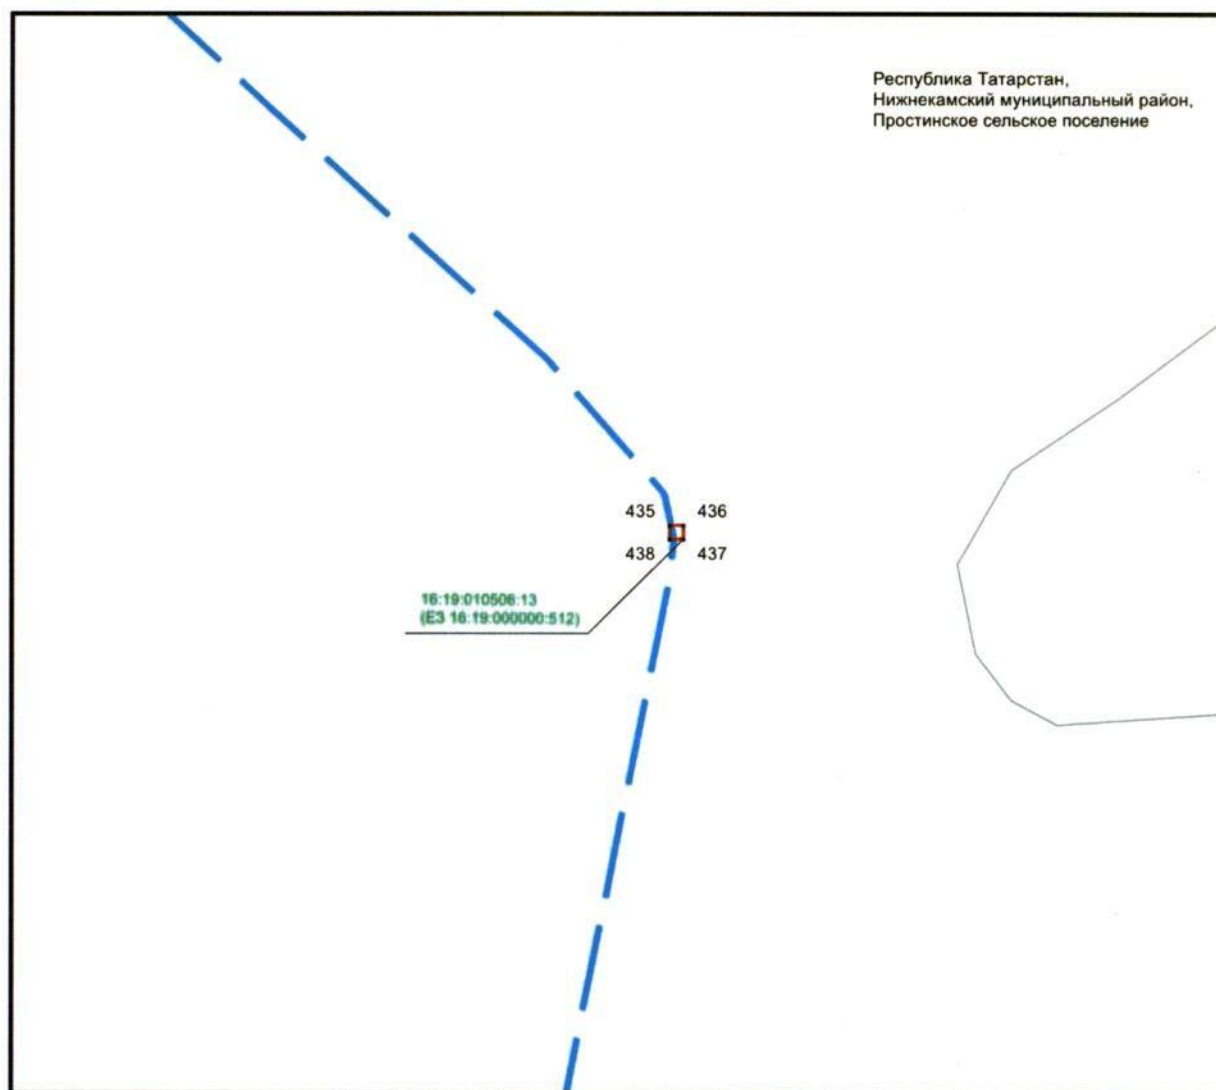 Республика Татарстан,
Нижнекамский муниципальный район,
Простинское сельское поселение
435 436
438 437
16:19:010506:13
(ЕЗ 16:19:000000:512)